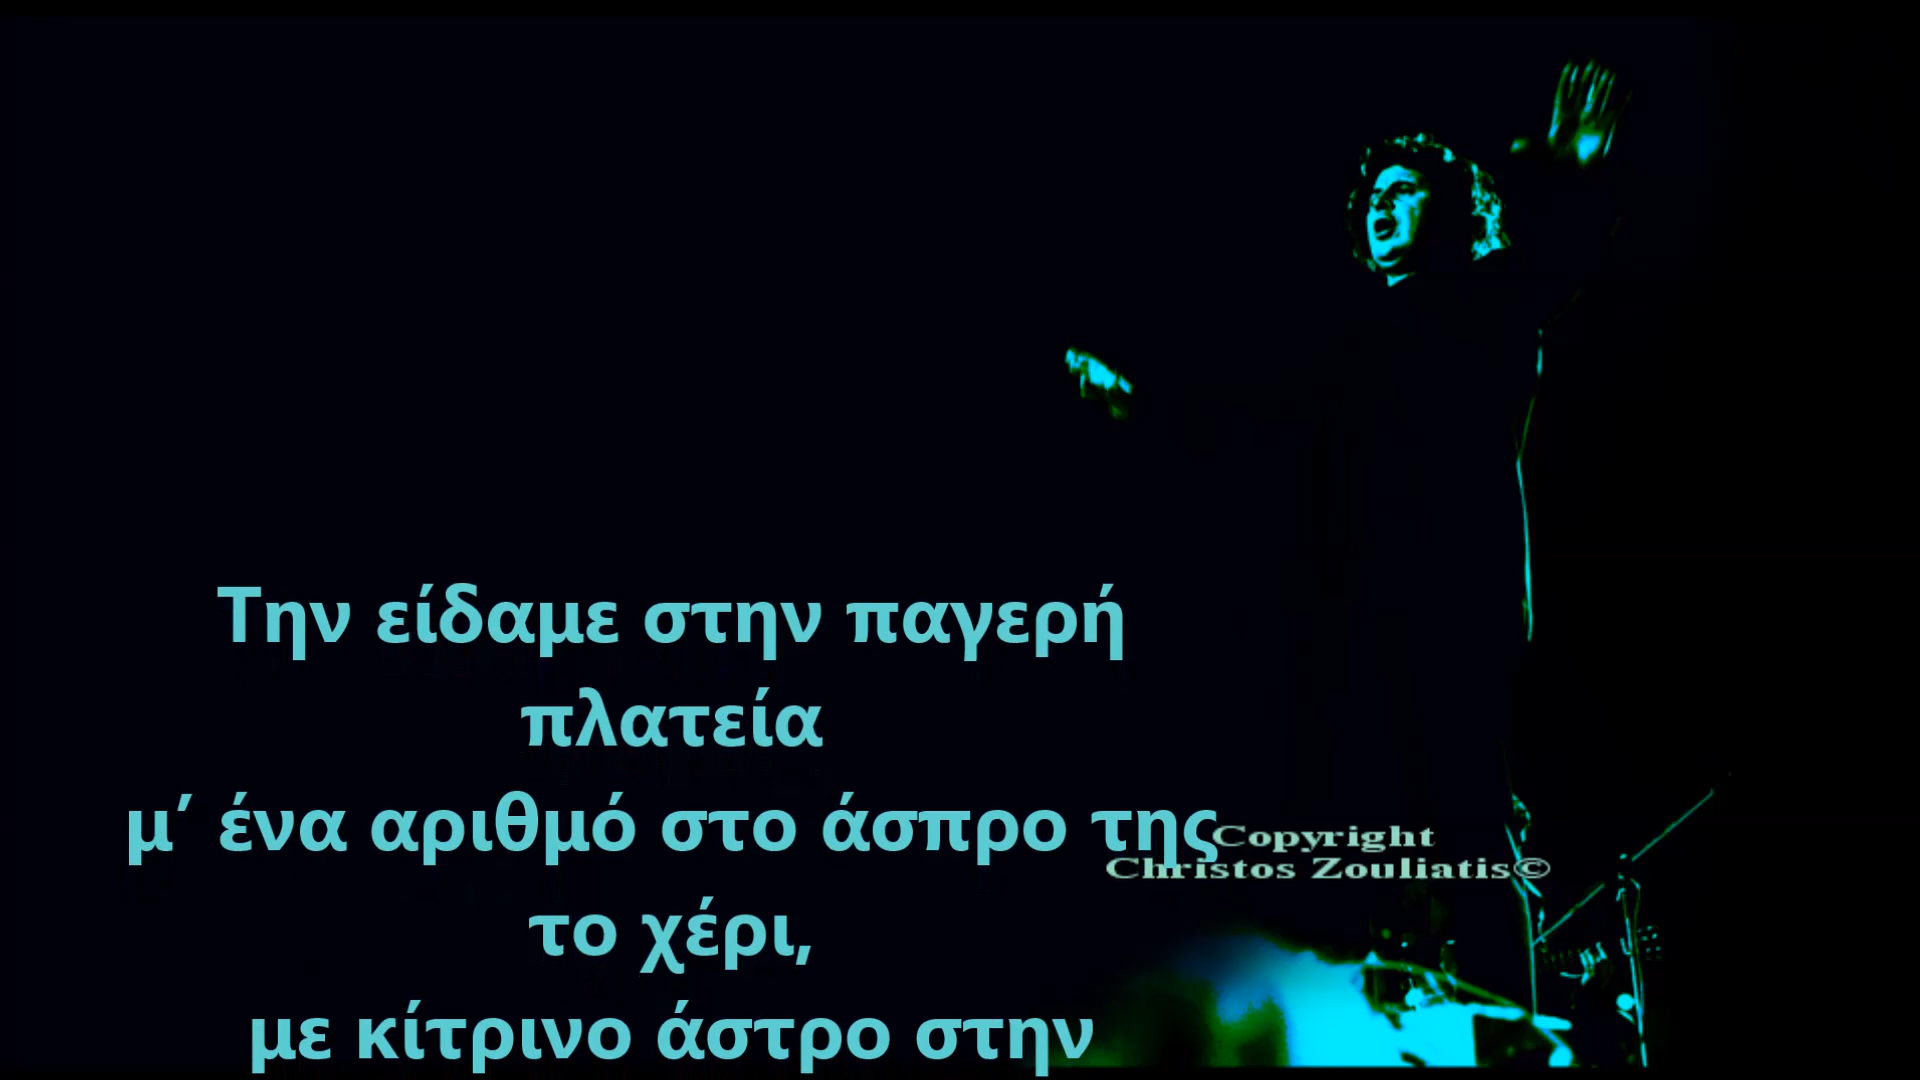 Την είδαμε στην παγερή
πλατεία
μ΄ ένα αριθμό στο άσπρο της
το χέρι,
με κίτρινο άστρο στην
Copyright
Christos Zouliatis©